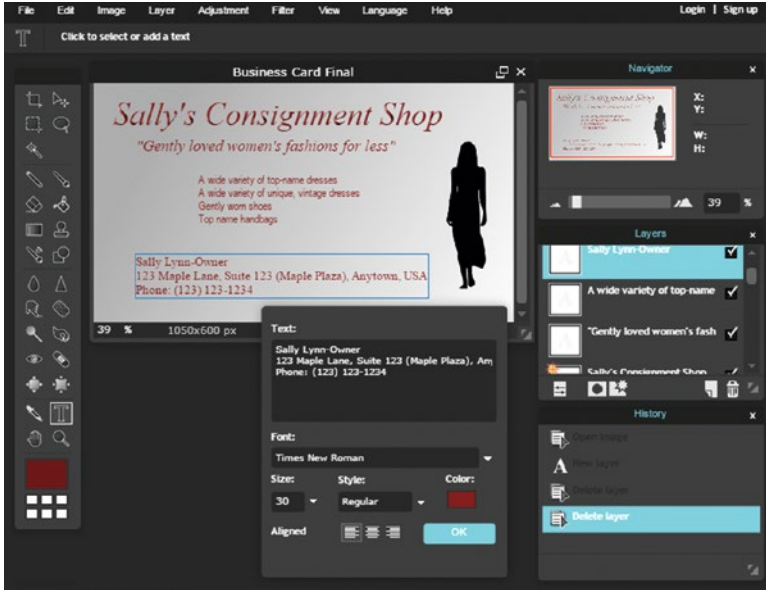 File Edit Image Layer Adjustment Filter View Language Help Login | Sign up
Click to select or add a text
Business Card Final
Sally's Consignment Shop
"Gently loved women's fashions for less"
A wide variety of top-name dresses
A wide variety of unique, vintage dresses
Gently worn shoes
Top name handbags
Sally Lynn-Owner
123 Maple Lane, Suite 123 (Maple Plaza), Anytown, USA
Phone: (123) 123-1234
39 % 1050x600 px
Text:
Sally Lynn-Owner
123 Maple Lane, Suite 123 (Maple Plaza), Any
Phone: (123) 123-1234
Font:
Times New Roman
Size: Style: Color:
30 Regular
Aligned OK
Navigator
Sally's Consignment Shop
X:
Y:
W:
H:
39 %
Layers
Sally Lynn-Owner
A wide variety of top-name
"Gently loved women's fash
Sally's Consignment Shop
History
Open image
New layer
Delete layer
Delete layer